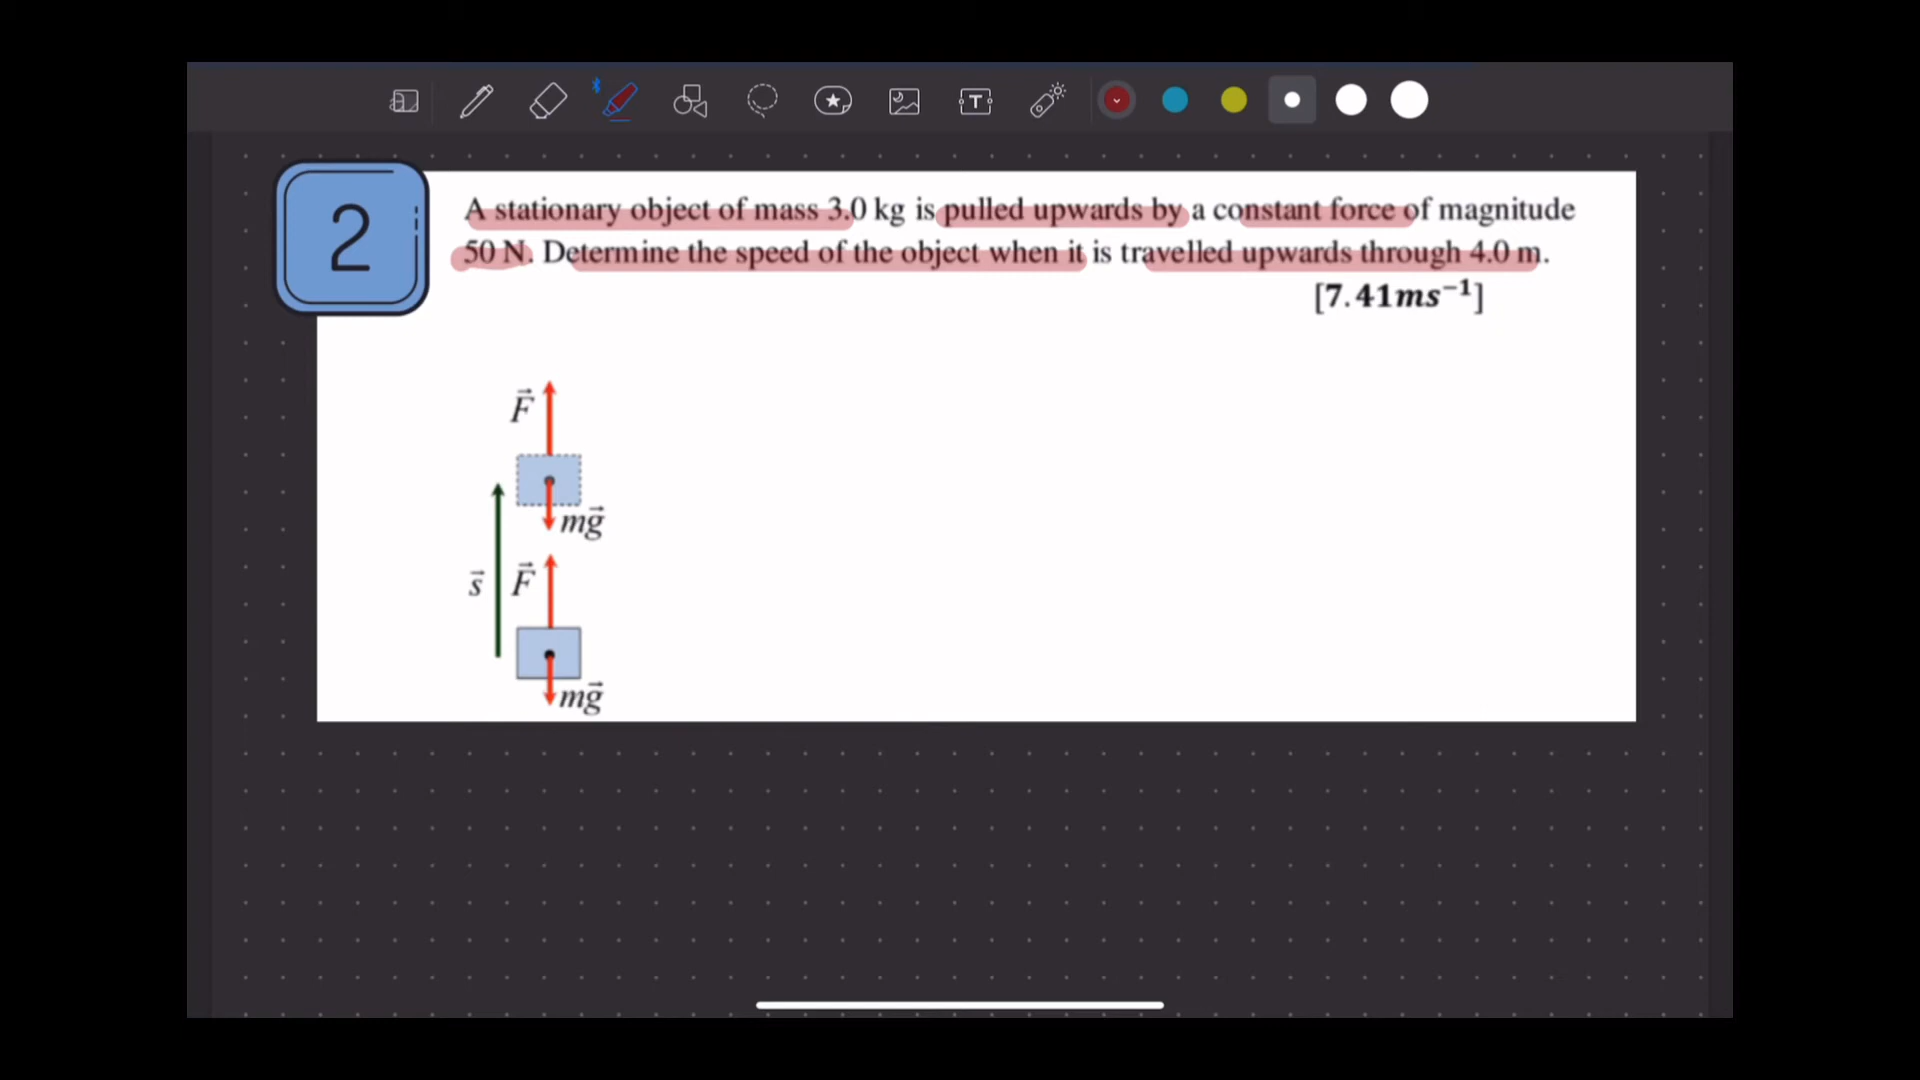 2
A stationary object of mass 3.0 kg is pulled upwards by a constant force of magnitude
50 N. Determine the speed of the object when it is travelled upwards through 4.0 m.
[7.41ms⁻¹]
F⃗
mg⃗
s⃗ F⃗
mg⃗